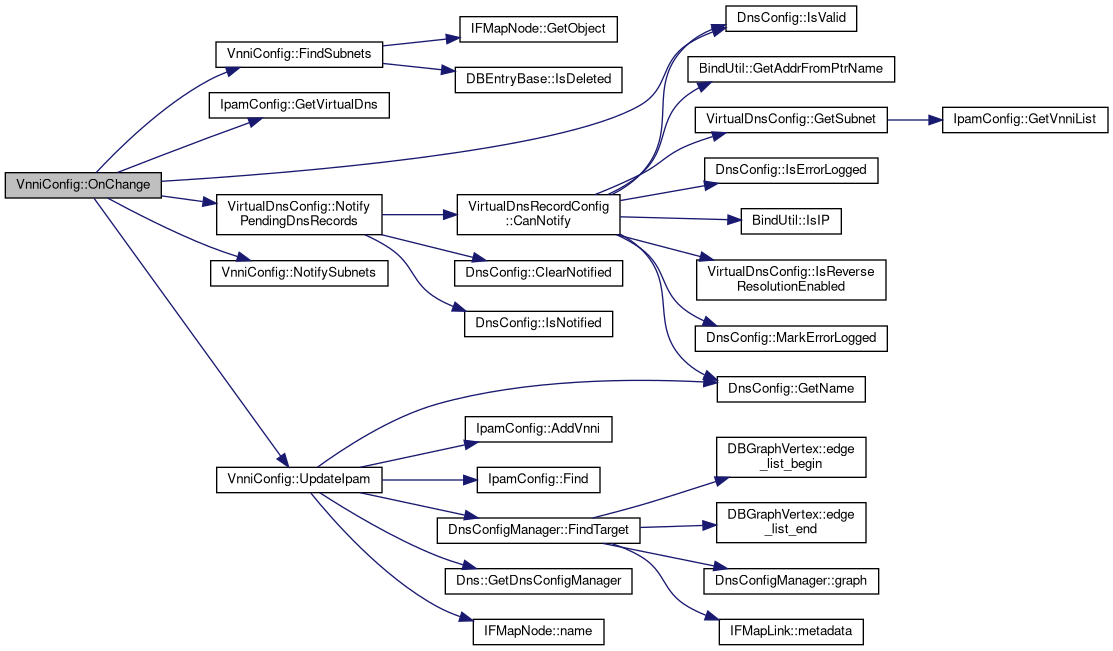 DnsConfig::IsValid
IFMapNode::GetObject
VnniConfig::FindSubnets
BindUtil::GetAddrFromPtrName
DBEntryBase::IsDeleted
IpamConfig::GetVirtualDns
VirtualDnsConfig::GetSubnet
IpamConfig::GetVnniList
DnsConfig::IsErrorLogged
VnniConfig::OnChange
VirtualDnsConfig::Notify
PendingDnsRecords
VirtualDnsRecordConfig
::CanNotify
BindUtil::IsIP
VnniConfig::NotifySubnets
DnsConfig::ClearNotified
VirtualDnsConfig::IsReverse
ResolutionEnabled
DnsConfig::IsNotified
DnsConfig::MarkErrorLogged
DnsConfig::GetName
IpamConfig::AddVnni
DBGraphVertex::edge
_list_begin
VnniConfig::UpdateIpam
IpamConfig::Find
DnsConfigManager::FindTarget
DBGraphVertex::edge
_list_end
Dns::GetDnsConfigManager
DnsConfigManager::graph
IFMapNode::name
IFMapLink::metadata